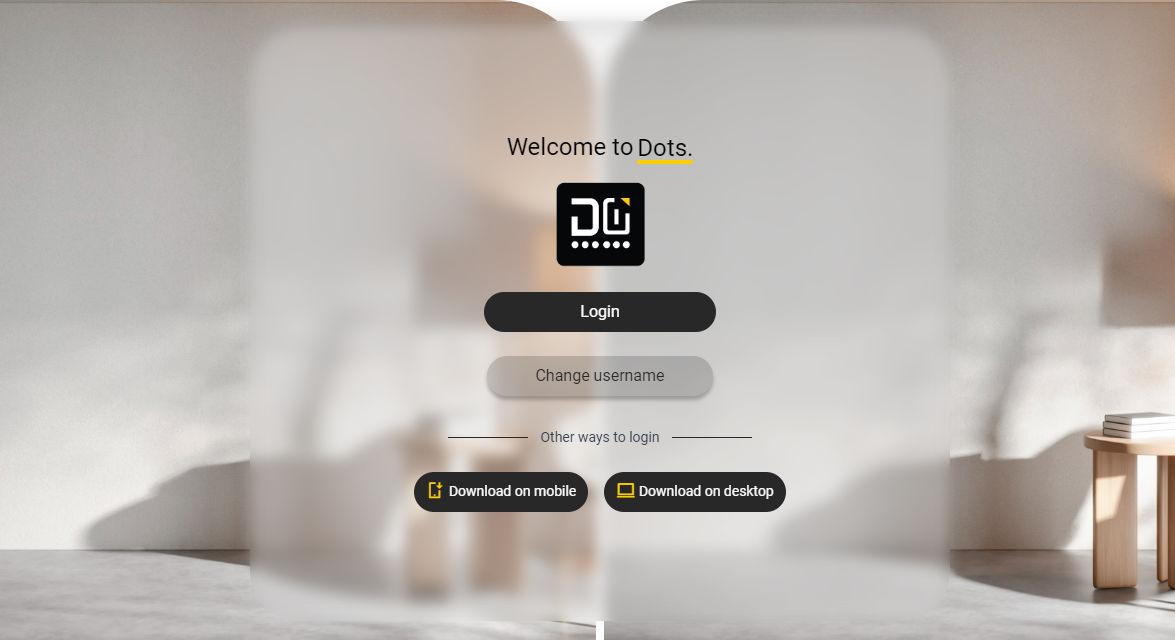 Welcome to Dots.
Login
Change username
Other ways to login
Download on mobile
Download on desktop